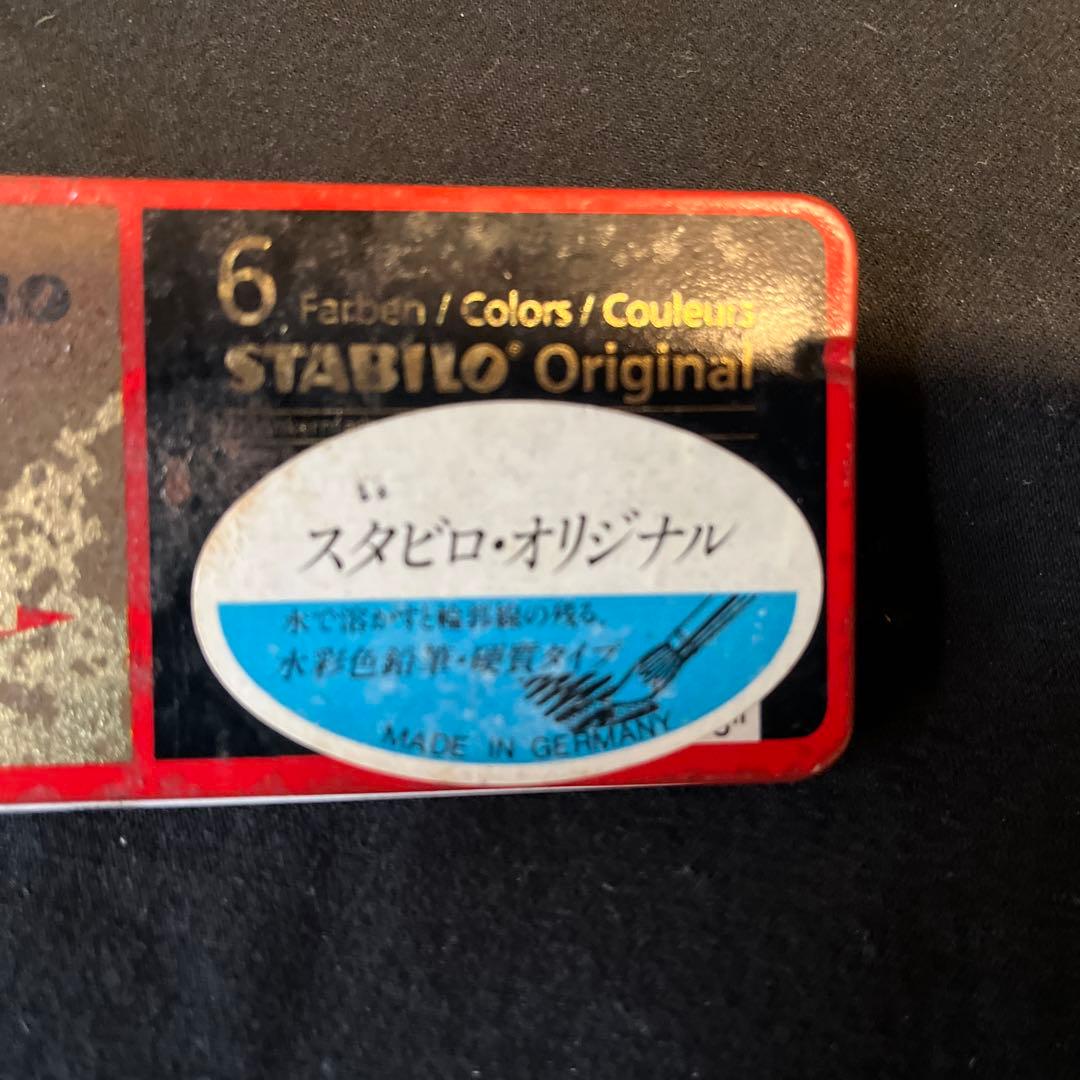 6 Farben / Colors / Couleurs
STABILO® Original
スタビロ・オリジナル
水で溶かすと輪郭線の残る、
水彩色鉛筆・硬質タイプ
MADE IN GERMANY